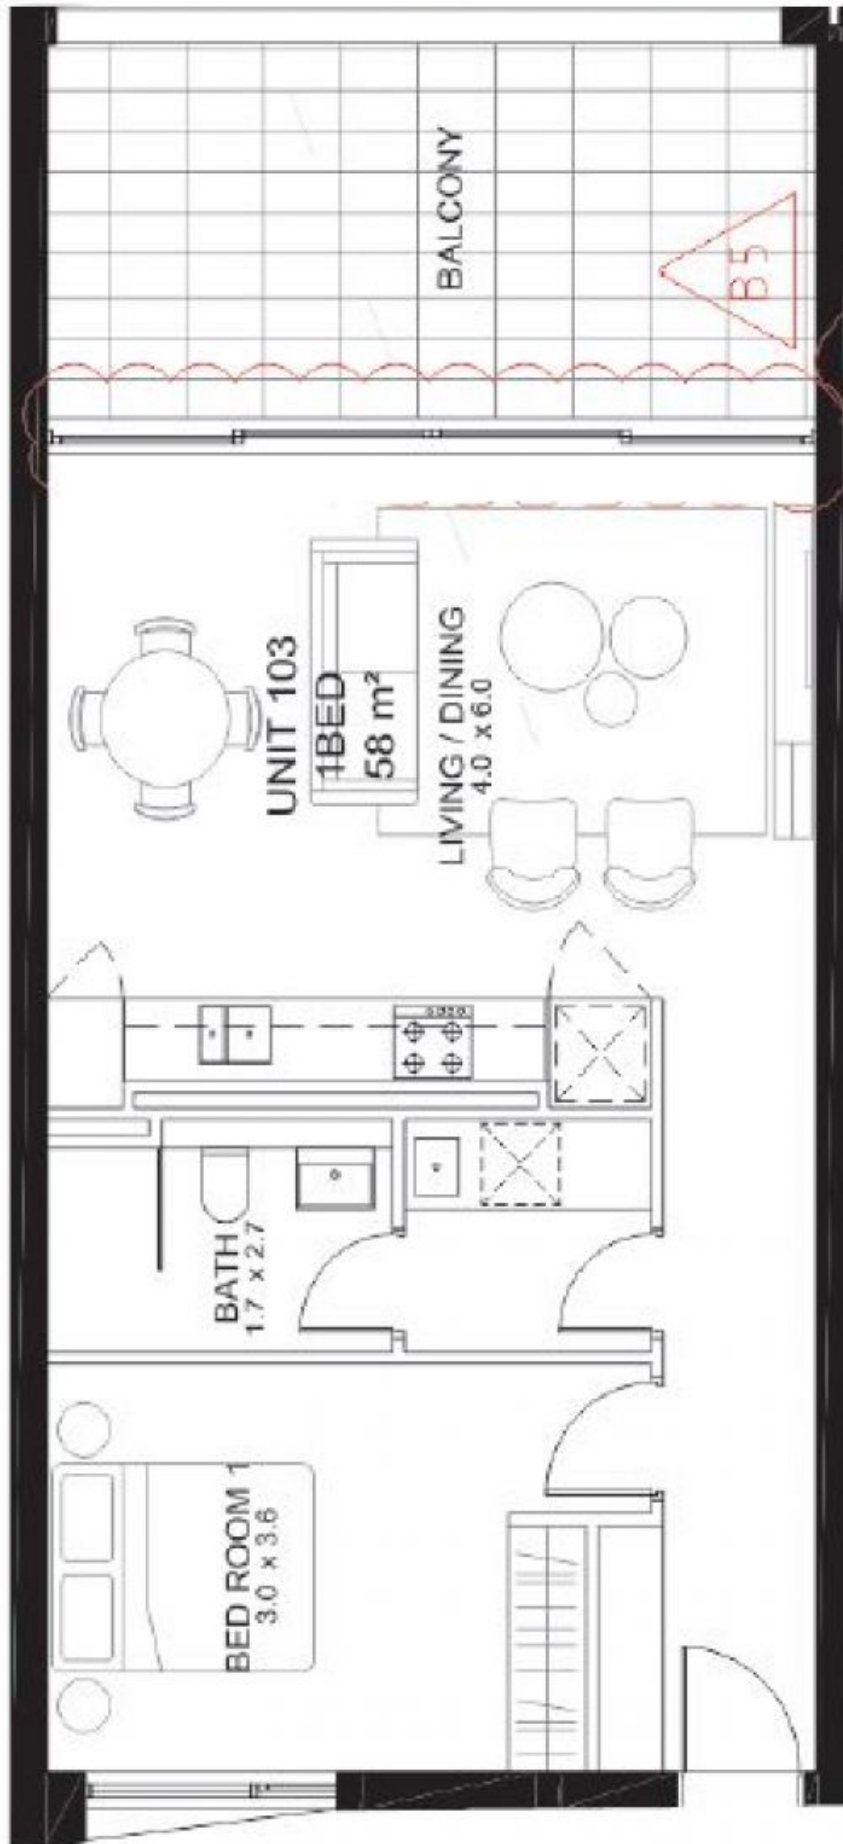 BALCONY
B5
UNIT 103
1BED
58 m²
LIVING / DINING
4.0 x 6.0
BATH
1.7 x 2.7
BED ROOM 1
3.0 x 3.6